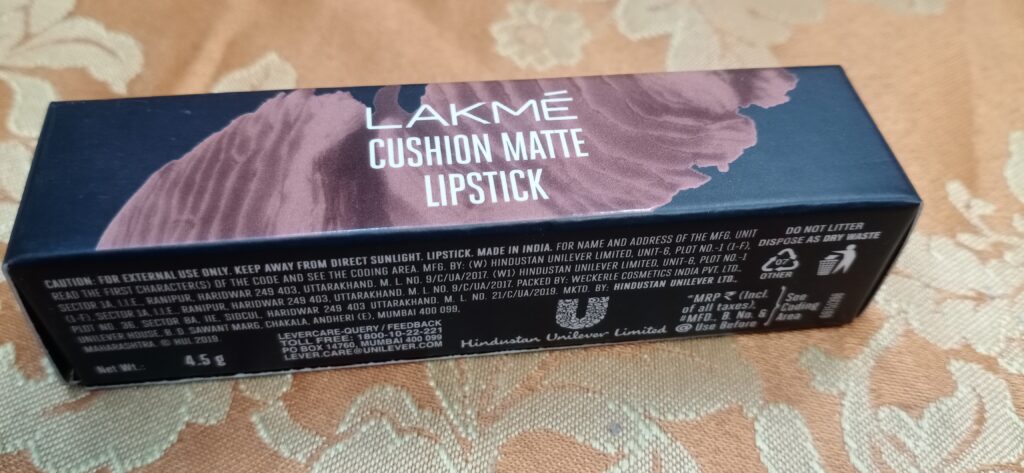 LAKMÉ
CUSHION MATTE
LIPSTICK
CAUTION: FOR EXTERNAL USE ONLY. KEEP AWAY FROM DIRECT SUNLIGHT. LIPSTICK. MADE IN INDIA. FOR NAME AND ADDRESS OF THE MFG. UNIT
READ THE FIRST CHARACTER(S) OF THE CODE AND SEE THE CODING AREA. MFG. BY: (W) HINDUSTAN UNILEVER LIMITED, UNIT-6, PLOT NO.-1 (1-F),
SECTOR 1A, I.I.E., RANIPUR, HARIDWAR 249 403, UTTARAKHAND. M. L. NO. 9/C/UA/2017. (W1) HINDUSTAN UNILEVER LIMITED, UNIT-6, PLOT NO.-1
SECTOR 1A, I.I.E., RANIPUR, HARIDWAR 249 403, UTTARAKHAND. M. L. NO. 9/C/UA/2017. PACKED BY: WECKERLE COSMETICS INDIA PVT. LTD.,
PLOT NO. SECTOR IIE, SIDCUL, HARIDWAR 249 403, UTTARAKHAND. M. L. NO. 21/C/UA/2019. MKTD. BY: HINDUSTAN UNILEVER LTD.,
UNILEVER HOUSE, B. D SAWANT MARG, CHAKALA, ANDHERI (E), MUMBAI 400 099,
MAHARASHTRA. © HUL 2019.
LEVERCARE-QUERY / FEEDBACK
TOLL FREE: 1800-10-22-221
PO BOX 14760, MUMBAI 400 099
LEVER.CARE@UNILEVER.COM
Net Wt.: 4.5 g
Hindustan Unilever Limited
DO NOT LITTER
DISPOSE AS DRY WASTE
07
OTHER
*MRP ₹ (Incl.
of all taxes),
#MFD., B. No. &
@ Use Before
See
Coding
Area